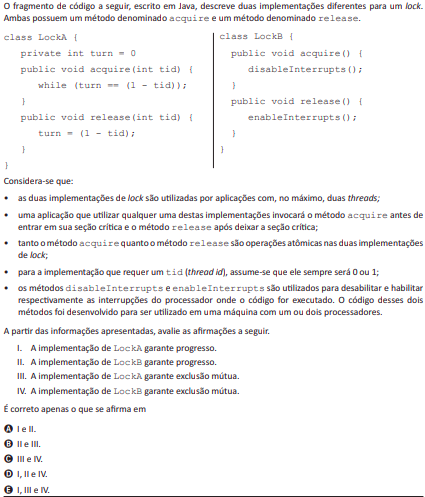 O fragmento de código a seguir, escrito em Java, descreve duas implementações diferentes para um lock.
Ambas possuem um método denominado acquire e um método denominado release.
class LockA {
private int turn = 0
public void acquire(int tid) {
while (turn == (1 - tid));
}
public void release(int tid) {
turn = (1 - tid);
}
}
class LockB {
public void acquire() {
disableInterrupts();
}
public void release() {
enableInterrupts();
}
}
Considera-se que:
• as duas implementações de lock são utilizadas por aplicações com, no máximo, duas threads;
• uma aplicação que utilizar qualquer uma destas implementações invocará o método acquire antes de
entrar em sua seção crítica e o método release após deixar a seção crítica;
• tanto o método acquire quanto o método release são operações atômicas nas duas implementações
de lock;
• para a implementação que requer um tid (thread id), assume-se que ele sempre será 0 ou 1;
• os métodos disableInterrupts e enableInterrupts são utilizados para desabilitar e habilitar
respectivamente as interrupções do processador onde o código for executado. O código desses dois
métodos foi desenvolvido para ser utilizado em uma máquina com um ou dois processadores.
A partir das informações apresentadas, avalie as afirmações a seguir.
I. A implementação de LockA garante progresso.
II. A implementação de LockB garante progresso.
III. A implementação de LockA garante exclusão mútua.
IV. A implementação de LockB garante exclusão mútua.
É correto apenas o que se afirma em
A I e II.
B II e III.
C III e IV.
D I, II e IV.
E I, III e IV.